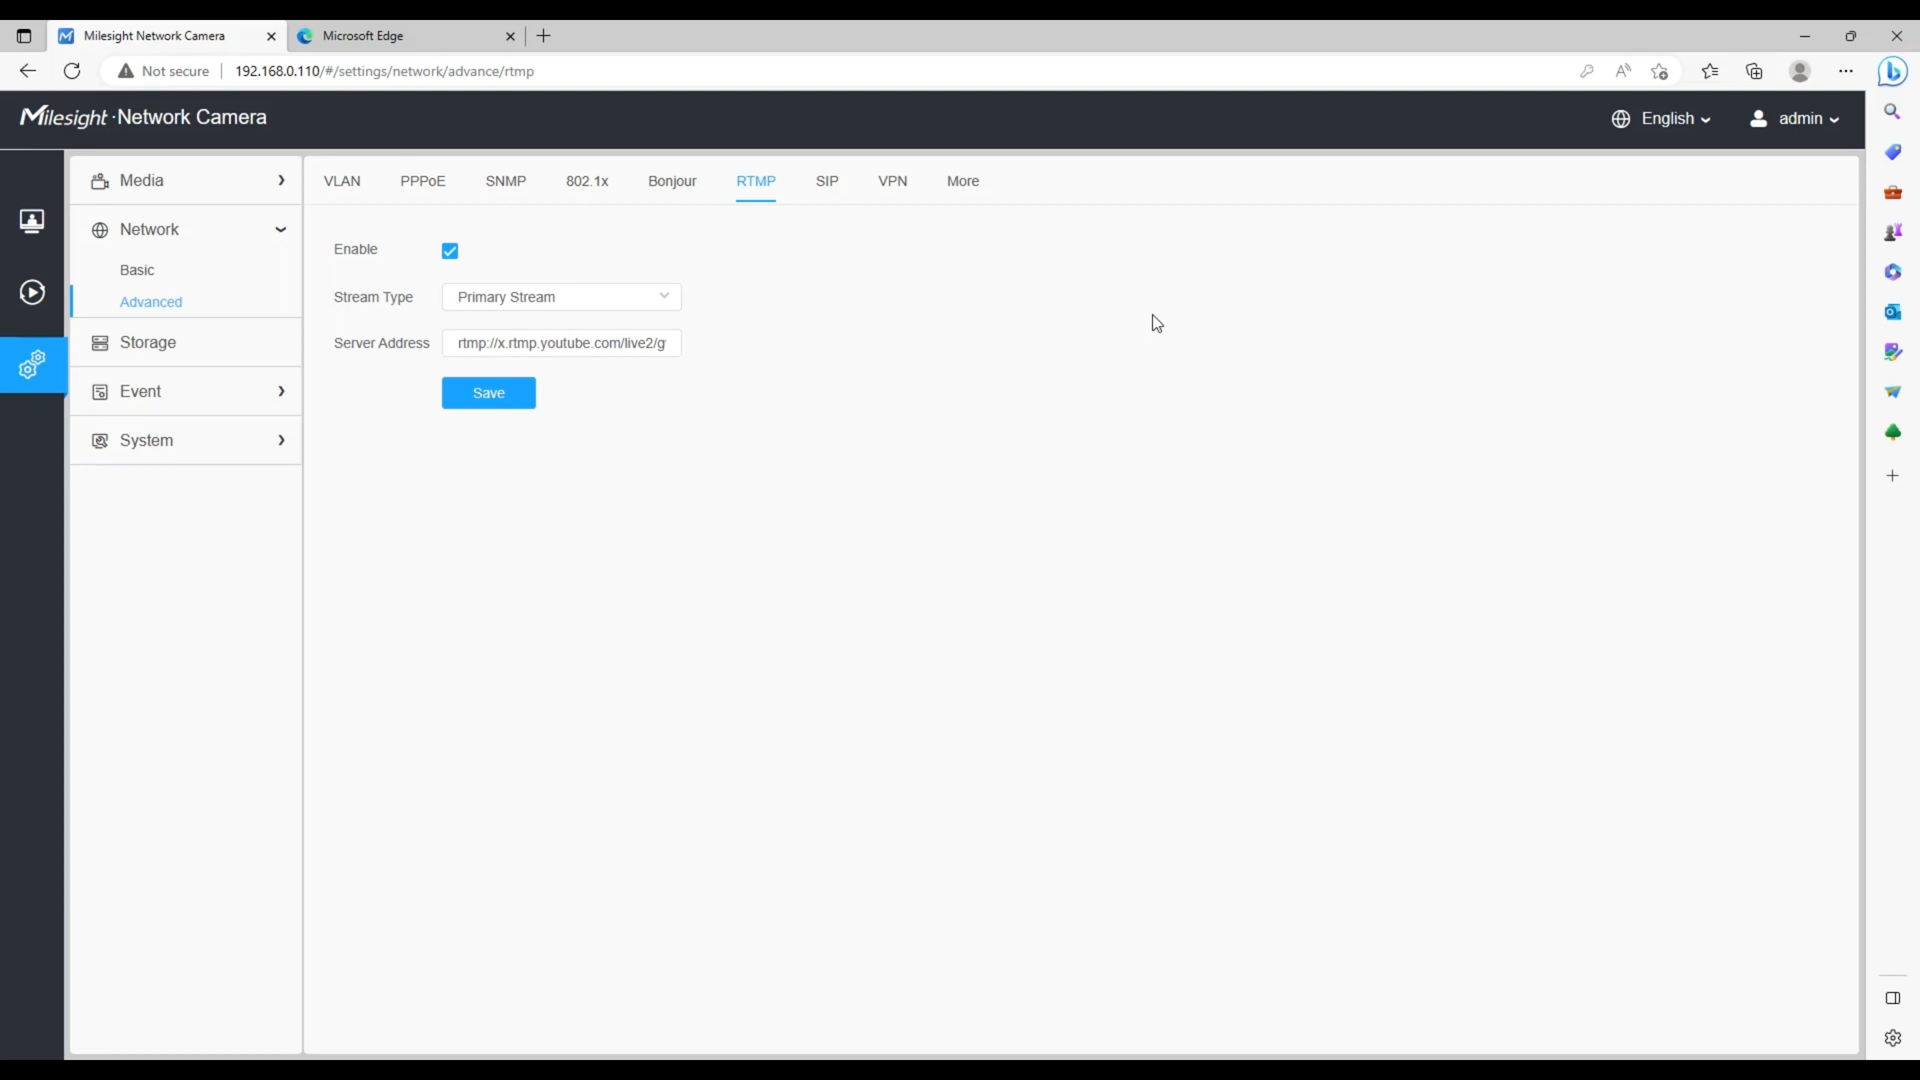 Milesight Network Camera
Microsoft Edge
Not secure
192.168.0.110/#/settings/network/advance/rtmp
Milesight · Network Camera
English
admin
Media
Network
Basic
Advanced
Storage
Event
System
VLAN
PPPoE
SNMP
802.1x
Bonjour
RTMP
SIP
VPN
More
Enable
Stream Type
Primary Stream
Server Address
rtmp://x.rtmp.youtube.com/live2/g
Save